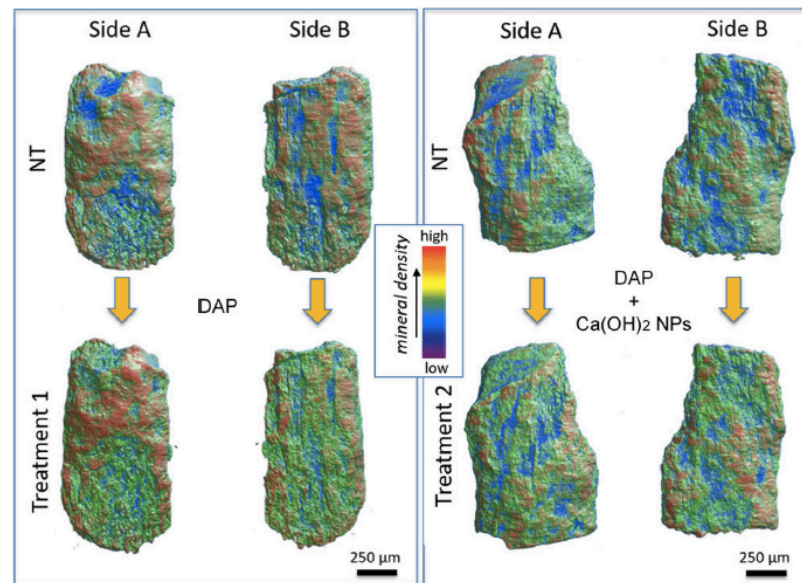 Side A
Side B
Side A
Side B
NT
NT
high
mineral density
low
DAP
DAP
+
Ca(OH)2 NPs
Treatment 1
Treatment 2
250 μm
250 μm